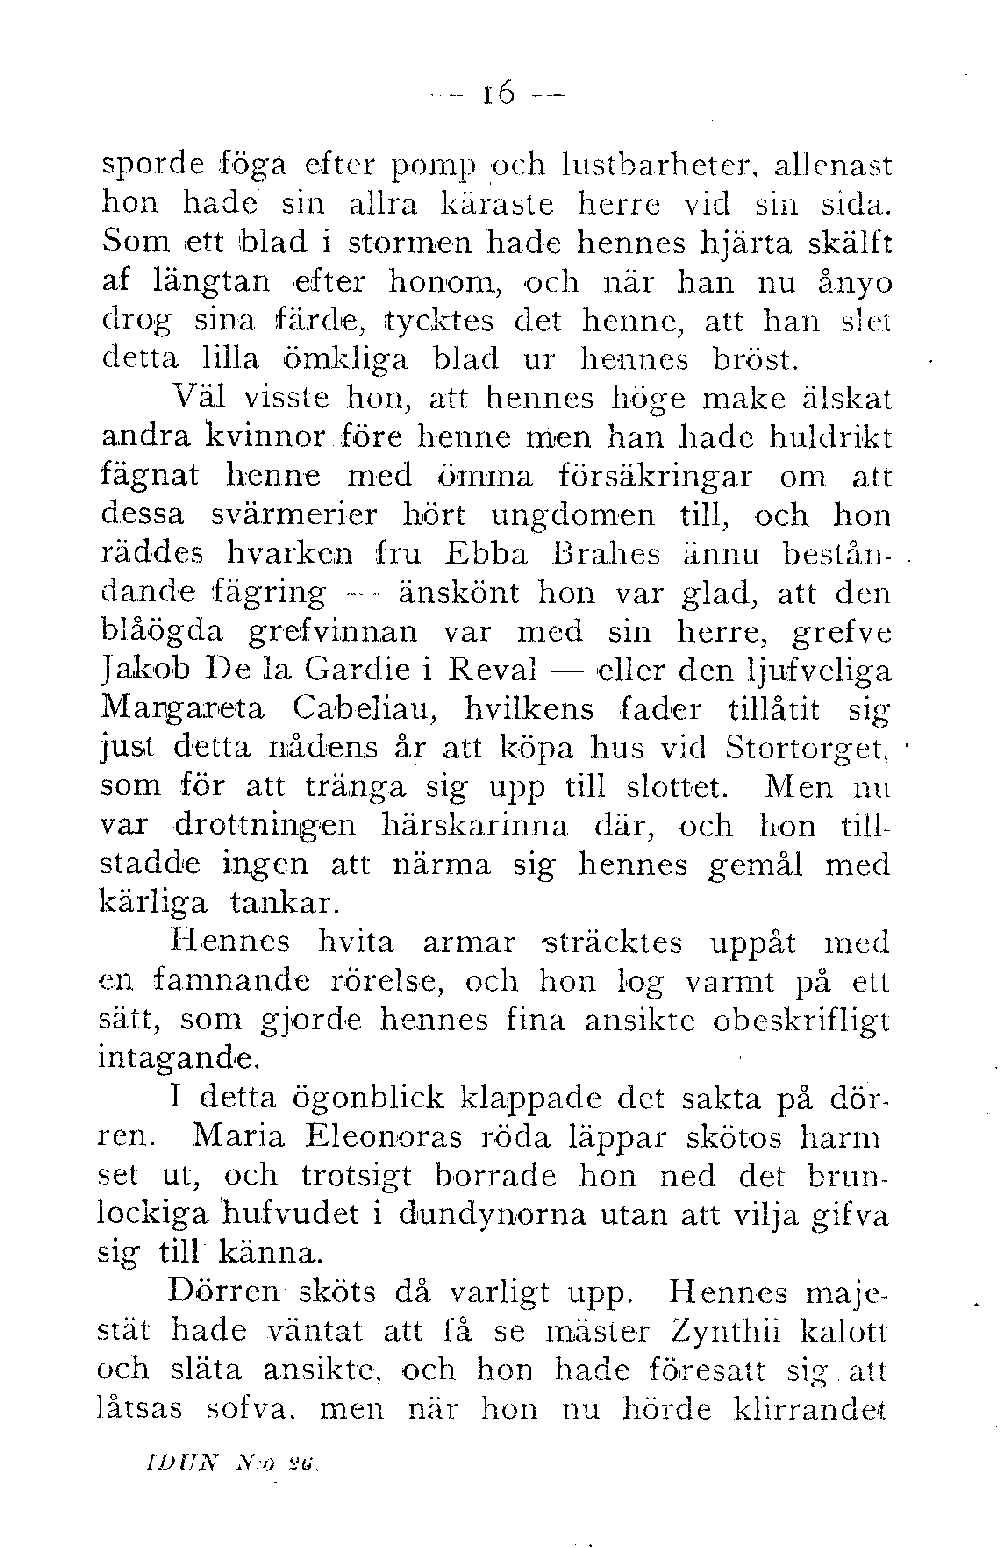 — 16 —
sporde föga efter pomp och lustbarheter, allenast
hon hade sin allra käraste herre vid sin sida.
Som ett blad i stormen hade hennes hjärta skälft
af längtan efter honom, och när han nu ånyo
drog sina färde, tycktes det henne, att han slet
detta lilla ömkliga blad ur hennes bröst.
Väl visste hon, att hennes höge make älskat
andra kvinnor före henne men han hade huldrikt
fägnat henne med ömma försäkringar om att
dessa svärmerier hört ungdomen till, och hon
räddes hvarken fru Ebba Brahes ännu bestån-
dande fägring — änskönt hon var glad, att den
blåögda grefvinnan var med sin herre, grefve
Jakob De la Gardie i Reval — eller den ljufveliga
Margareta Cabeliau, hvilkens fader tillåtit sig
just detta nådens år att köpa hus vid Stortorget,
som för att tränga sig upp till slottet. Men nu
var drottningen härskarinna där, och hon till-
stadde ingen att närma sig hennes gemål med
kärliga tankar.
Hennes hvita armar sträcktes uppåt med
en famnande rörelse, och hon log varmt på ett
sätt, som gjorde hennes fina ansikte obeskrifligt
intagande.
I detta ögonblick klappade det sakta på dör-
ren. Maria Eleonoras röda läppar skötos harm
set ut, och trotsigt borrade hon ned det brun-
lockiga hufvudet i dundynorna utan att vilja gifva
sig till känna.
Dörren sköts då varligt upp. Hennes maje-
stät hade väntat att få se mäster Zynthii kalott
och släta ansikte, och hon hade föresatt sig att
låtsas sofva, men när hon nu hörde klirrandet
IDUN N:o 26.